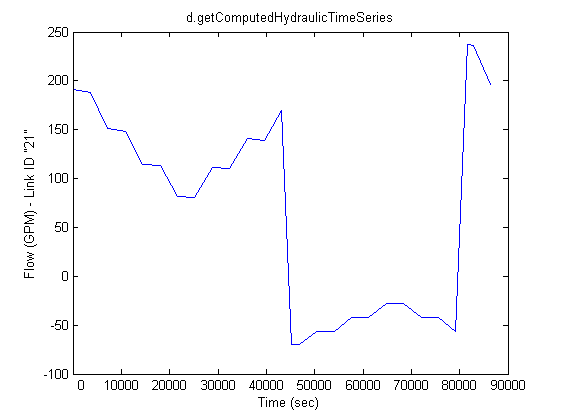 d.getComputedHydraulicTimeSeries
250
200
150
100
50
0
-50
-100
Flow (GPM) - Link ID "21"
0 10000 20000 30000 40000 50000 60000 70000 80000 90000
Time (sec)